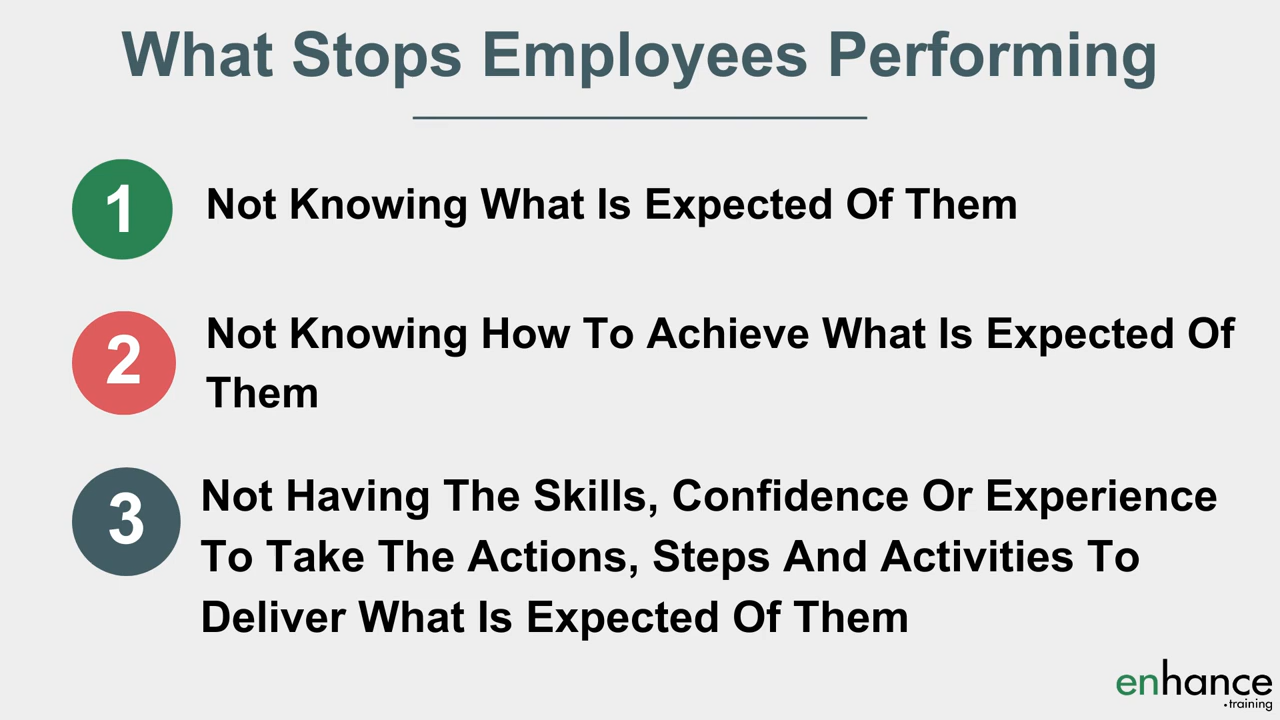 What Stops Employees Performing
1
Not Knowing What Is Expected Of Them
2
Not Knowing How To Achieve What Is Expected Of
Them
3
Not Having The Skills, Confidence Or Experience
To Take The Actions, Steps And Activities To
Deliver What Is Expected Of Them
enhance
.training